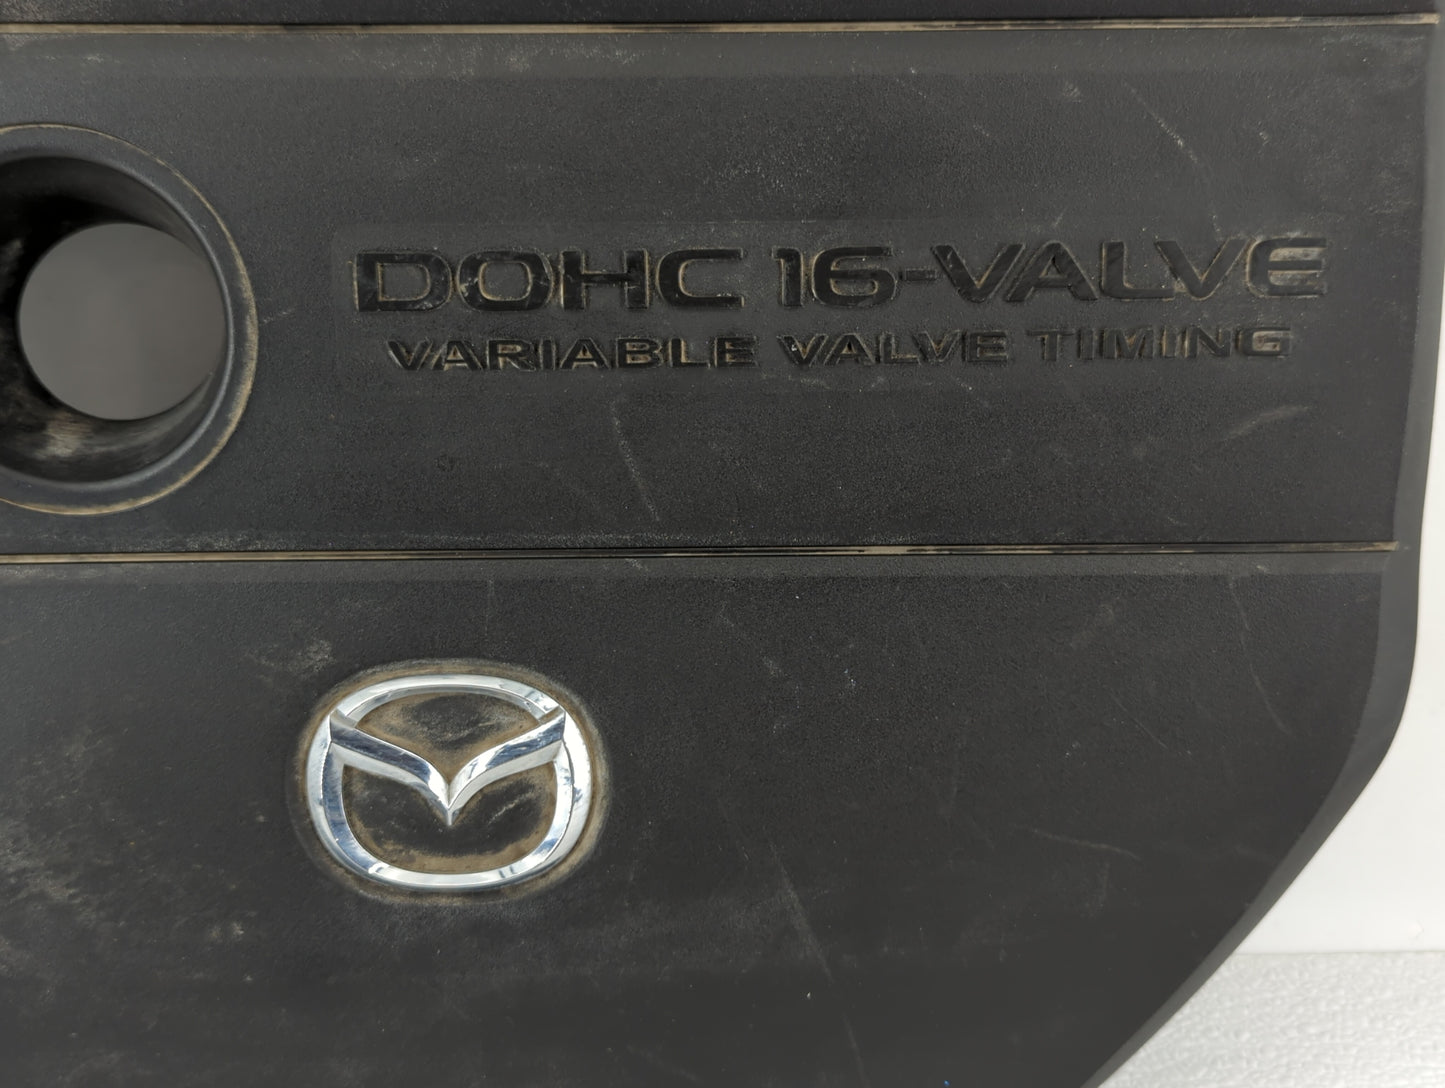 DOHC 16-VALVE
VARIABLE VALVE TIMING